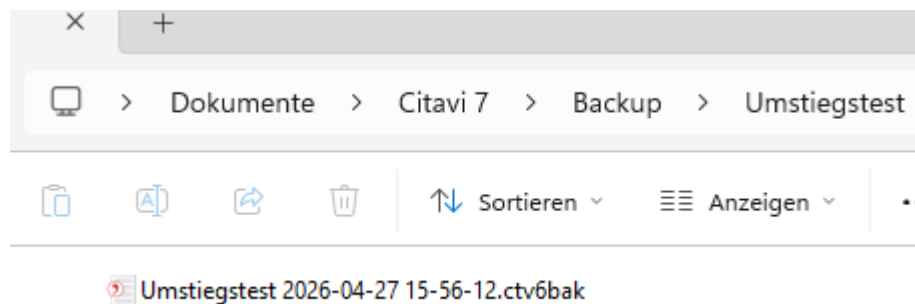 Dokumente > Citavi 7 > Backup > Umstiegstest
Sortieren Anzeigen
Umstiegstest 2026-04-27 15-56-12.ctv6bak